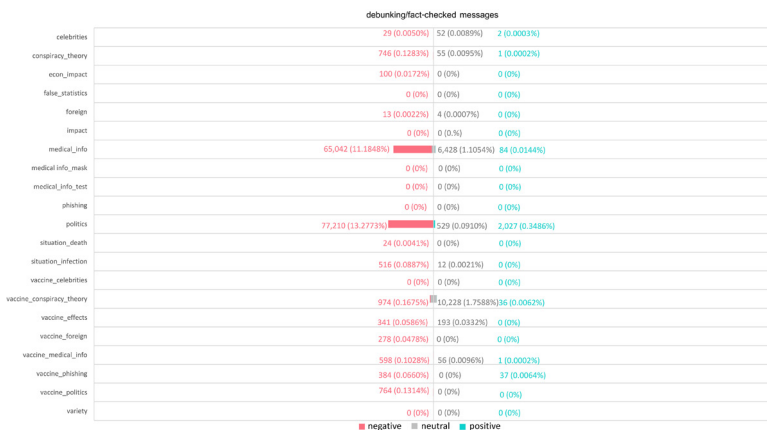 debunking/fact-checked messages
celebrities 29 (0.0050%) 52 (0.0089%) 2 (0.0003%)
conspiracy_theory 746 (0.1283%) 55 (0.0095%) 1 (0.0002%)
econ_impact 100 (0.0172%) 0 (0%) 0 (0%)
false_statistics 0 (0%) 0 (0%) 0 (0%)
foreign 13 (0.0022%) 4 (0.0007%) 0 (0%)
impact 0 (0%) 0 (0.%) 0 (0%)
medical_info 65,042 (11.1848%) 6,428 (1.1054%) 84 (0.0144%)
medical info_mask 0 (0%) 0 (0%) 0 (0%)
medical_info_test 0 (0%) 0 (0%) 0 (0%)
phishing 0 (0%) 0 (0%) 0 (0%)
politics 77,210 (13.2773%) 529 (0.0910%) 2,027 (0.3486%)
situation_death 24 (0.0041%) 0 (0%) 0 (0%)
situation_infection 516 (0.0887%) 12 (0.0021%) 0 (0%)
vaccine_celebrities 0 (0%) 0 (0%) 0 (0%)
vaccine_conspiracy_theory 974 (0.1675%) 10,228 (1.7588%) 36 (0.0062%)
vaccine_effects 341 (0.0586%) 193 (0.0332%) 0 (0%)
vaccine_foreign 278 (0.0478%) 0 (0%) 0 (0%)
vaccine_medical_info 598 (0.1028%) 56 (0.0096%) 1 (0.0002%)
vaccine_phishing 384 (0.0660%) 0 (0%) 37 (0.0064%)
vaccine_politics 764 (0.1314%) 0 (0%) 0 (0%)
variety 0 (0%) 0 (0%) 0 (0%)
negative neutral positive